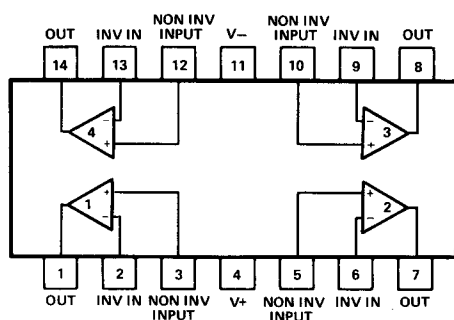 OUT INV IN NON INV INPUT V− NON INV INPUT INV IN OUT
14 13 12 11 10 9 8
− −
4 3
+ +
+ +
1 2
− −
1 2 3 4 5 6 7
OUT INV IN NON INV INPUT V+ NON INV INPUT INV IN OUT